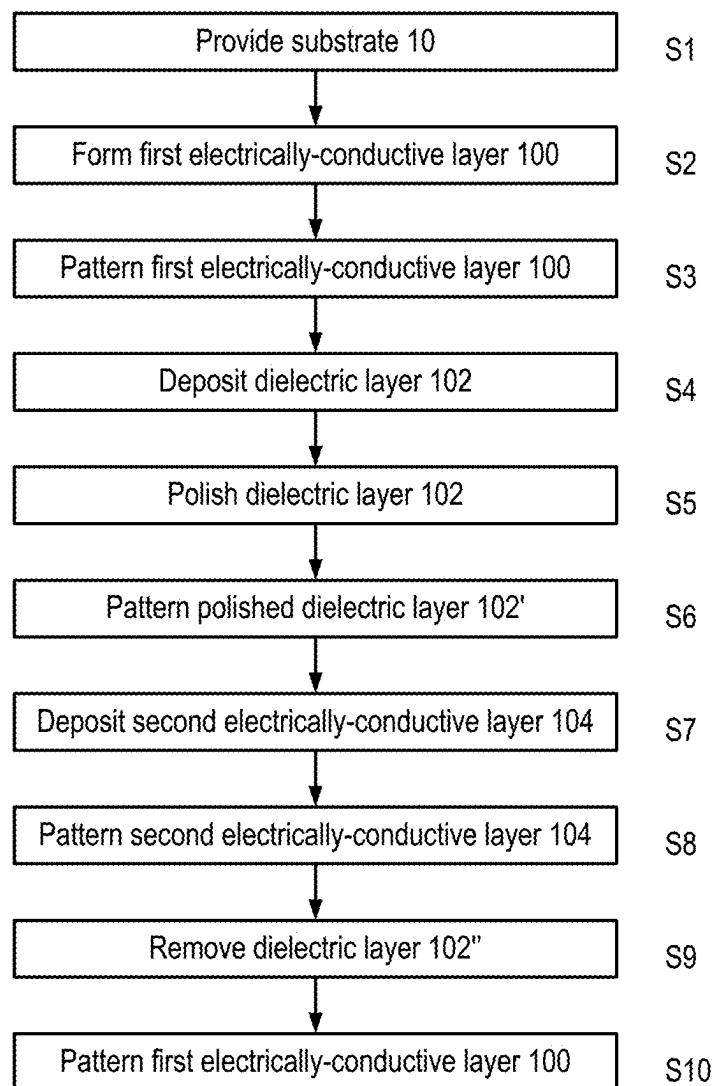 Provide substrate 10 S1
Form first electrically-conductive layer 100 S2
Pattern first electrically-conductive layer 100 S3
Deposit dielectric layer 102 S4
Polish dielectric layer 102 S5
Pattern polished dielectric layer 102' S6
Deposit second electrically-conductive layer 104 S7
Pattern second electrically-conductive layer 104 S8
Remove dielectric layer 102" S9
Pattern first electrically-conductive layer 100 S10